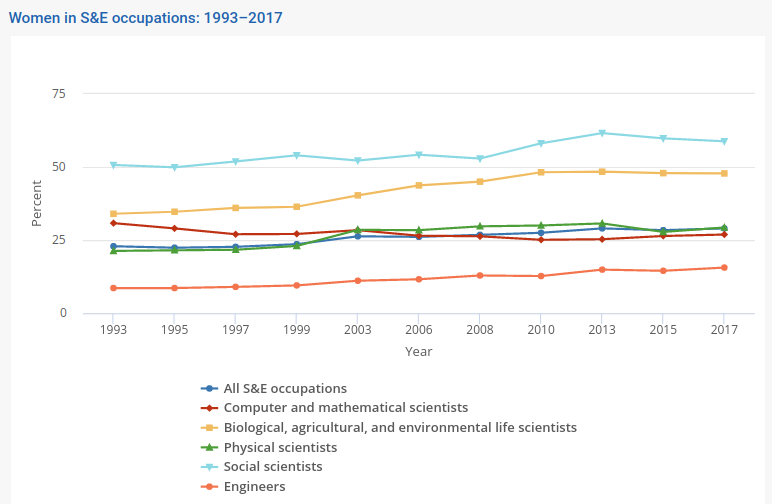 Women in S&E occupations: 1993–2017
75
50
25
0
Percent
1993 1995 1997 1999 2003 2006 2008 2010 2013 2015 2017
Year
All S&E occupations
Computer and mathematical scientists
Biological, agricultural, and environmental life scientists
Physical scientists
Social scientists
Engineers